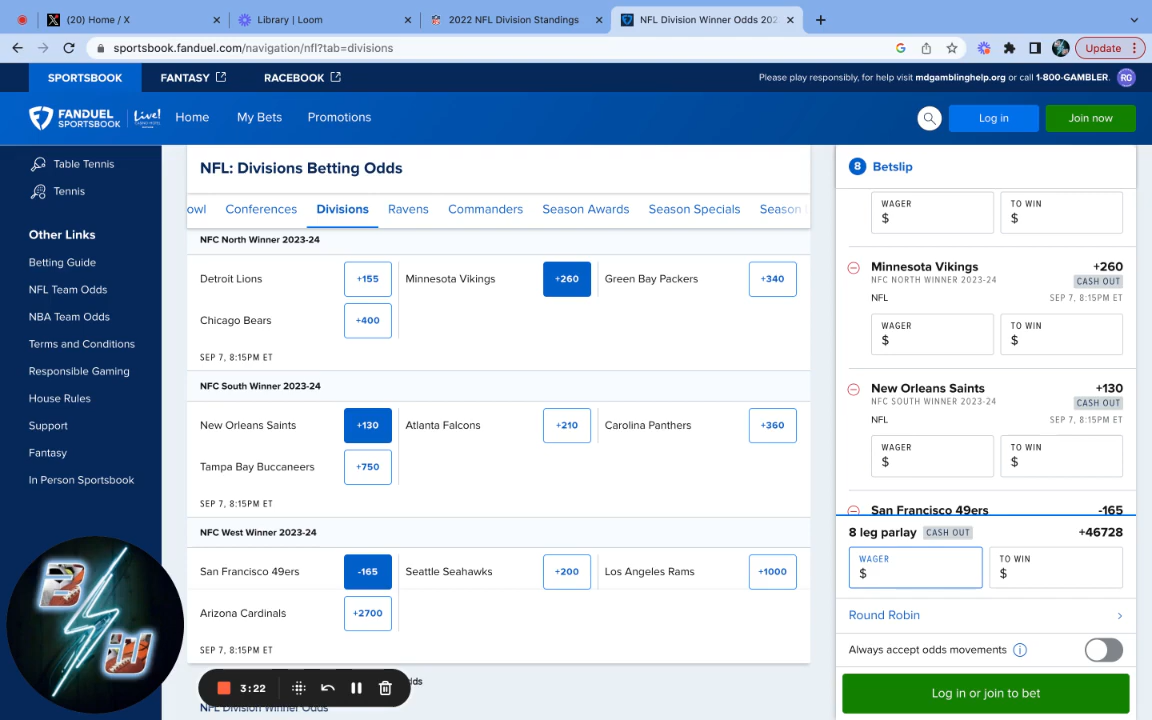 (20) Home / X
Library | Loom
2022 NFL Division Standings
NFL Division Winner Odds 202
sportsbook.fanduel.com/navigation/nfl?tab=divisions
Update
SPORTSBOOK
FANTASY
RACEBOOK
Please play responsibly, for help visit mdgamblinghelp.org or call 1-800-GAMBLER.
RG
FANDUEL
SPORTSBOOK
Live!
Home
My Bets
Promotions
Log in
Join now
Table Tennis
Tennis
Other Links
Betting Guide
NFL Team Odds
NBA Team Odds
Terms and Conditions
Responsible Gaming
House Rules
Support
Fantasy
In Person Sportsbook
NFL: Divisions Betting Odds
owl
Conferences
Divisions
Ravens
Commanders
Season Awards
Season Specials
Season
NFC North Winner 2023-24
Detroit Lions +155 Minnesota Vikings +260 Green Bay Packers +340
Chicago Bears +400
SEP 7, 8:15PM ET
NFC South Winner 2023-24
New Orleans Saints +130 Atlanta Falcons +210 Carolina Panthers +360
Tampa Bay Buccaneers +750
SEP 7, 8:15PM ET
NFC West Winner 2023-24
San Francisco 49ers -165 Seattle Seahawks +200 Los Angeles Rams +1000
Arizona Cardinals +2700
SEP 7, 8:15PM ET
3:22
dds
NFL Division Winner Odds
8 Betslip
WAGER TO WIN
$ $
Minnesota Vikings +260
NFC NORTH WINNER 2023-24 CASH OUT
NFL SEP 7, 8:15PM ET
WAGER TO WIN
$ $
New Orleans Saints +130
NFC SOUTH WINNER 2023-24 CASH OUT
NFL SEP 7, 8:15PM ET
WAGER TO WIN
$ $
San Francisco 49ers -165
8 leg parlay CASH OUT +46728
WAGER TO WIN
$ $
Round Robin
Always accept odds movements
Log in or join to bet